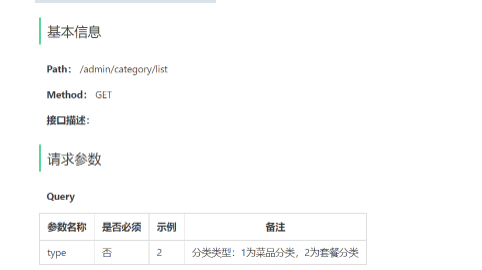 基本信息
Path： /admin/category/list
Method： GET
接口描述：
请求参数
Query
参数名称 是否必须 示例 备注
type 否 2 分类类型：1为菜品分类，2为套餐分类